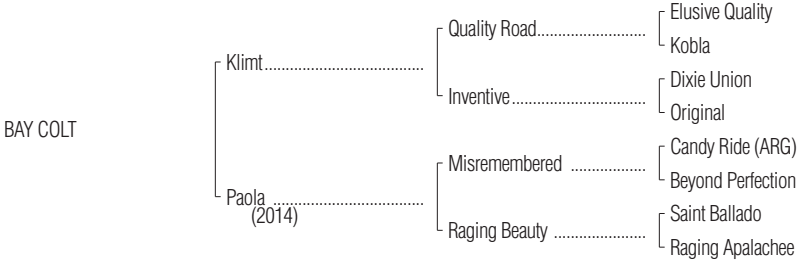 Elusive Quality
Quality Road..........................
Kobla
Klimt......................................
Dixie Union
Inventive................................
Original
BAY COLT
Candy Ride (ARG)
Misremembered ..................
Beyond Perfection
Paola ....................................
(2014)
Saint Ballado
Raging Beauty ......................
Raging Apalachee